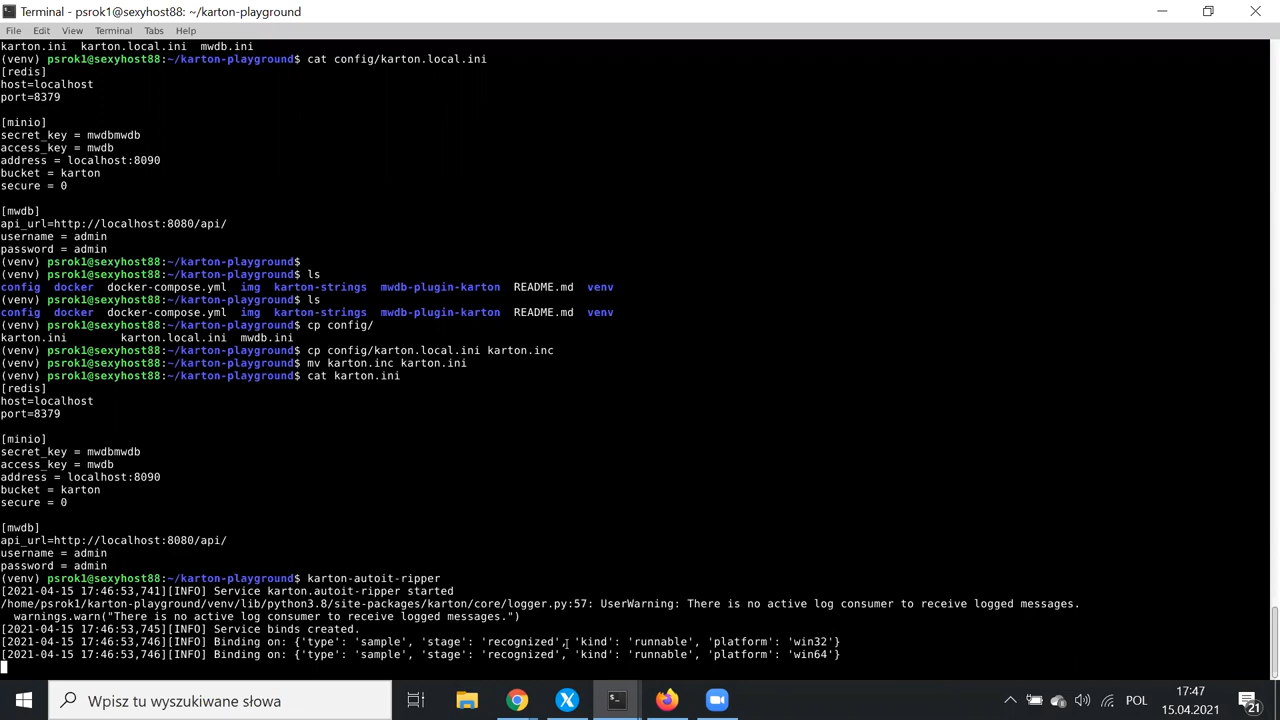 Terminal - psrok1@sexyhost88: ~/karton-playground
File Edit View Terminal Tabs Help
karton.ini karton.local.ini mwdb.ini
(venv) psrok1@sexyhost88:~/karton-playground$ cat config/karton.local.ini
[redis]
host=localhost
port=8379
[minio]
secret_key = mwdbmwdb
access_key = mwdb
address = localhost:8090
bucket = karton
secure = 0
[mwdb]
api_url=http://localhost:8080/api/
username = admin
password = admin
(venv) psrok1@sexyhost88:~/karton-playground$
(venv) psrok1@sexyhost88:~/karton-playground$ ls
config docker docker-compose.yml img karton-strings mwdb-plugin-karton README.md venv
(venv) psrok1@sexyhost88:~/karton-playground$ ls
config docker docker-compose.yml img karton-strings mwdb-plugin-karton README.md venv
(venv) psrok1@sexyhost88:~/karton-playground$ cp config/
karton.ini karton.local.ini mwdb.ini
(venv) psrok1@sexyhost88:~/karton-playground$ cp config/karton.local.ini karton.inc
(venv) psrok1@sexyhost88:~/karton-playground$ mv karton.inc karton.ini
(venv) psrok1@sexyhost88:~/karton-playground$ cat karton.ini
[redis]
host=localhost
port=8379
[minio]
secret_key = mwdbmwdb
access_key = mwdb
address = localhost:8090
bucket = karton
secure = 0
[mwdb]
api_url=http://localhost:8080/api/
username = admin
password = admin
(venv) psrok1@sexyhost88:~/karton-playground$ karton-autoit-ripper
[2021-04-15 17:46:53,741][INFO] Service karton.autoit-ripper started
/home/psrok1/karton-playground/venv/lib/python3.8/site-packages/karton/core/logger.py:57: UserWarning: There is no active log consumer to receive logged messages.
warnings.warn("There is no active log consumer to receive logged messages.")
[2021-04-15 17:46:53,745][INFO] Service binds created.
[2021-04-15 17:46:53,746][INFO] Binding on: {'type': 'sample', 'stage': 'recognized', 'kind': 'runnable', 'platform': 'win32'}
[2021-04-15 17:46:53,746][INFO] Binding on: {'type': 'sample', 'stage': 'recognized', 'kind': 'runnable', 'platform': 'win64'}
Wpisz tu wyszukiwane słowa
POL
17:47
15.04.2021
21